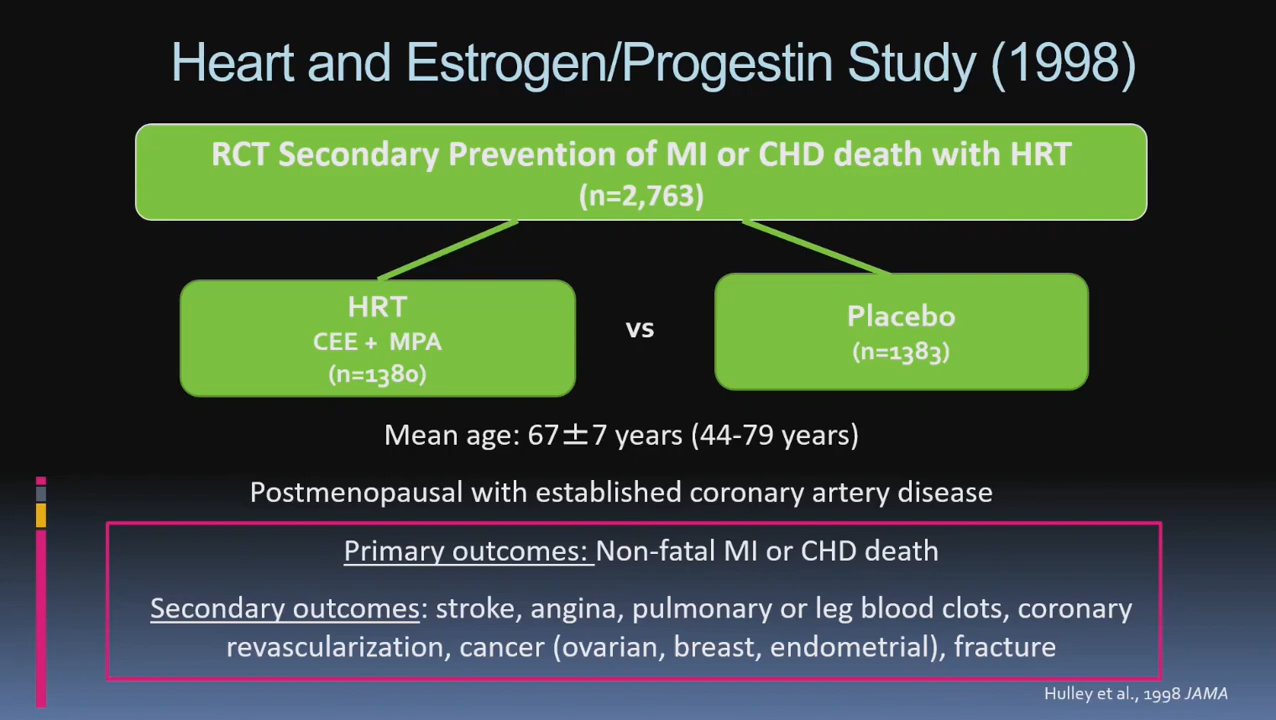 Heart and Estrogen/Progestin Study (1998)
RCT Secondary Prevention of MI or CHD death with HRT
(n=2,763)
HRT
CEE + MPA
(n=1380)
vs
Placebo
(n=1383)
Mean age: 67±7 years (44-79 years)
Postmenopausal with established coronary artery disease
Primary outcomes: Non-fatal MI or CHD death
Secondary outcomes: stroke, angina, pulmonary or leg blood clots, coronary
revascularization, cancer (ovarian, breast, endometrial), fracture
Hulley et al., 1998 JAMA